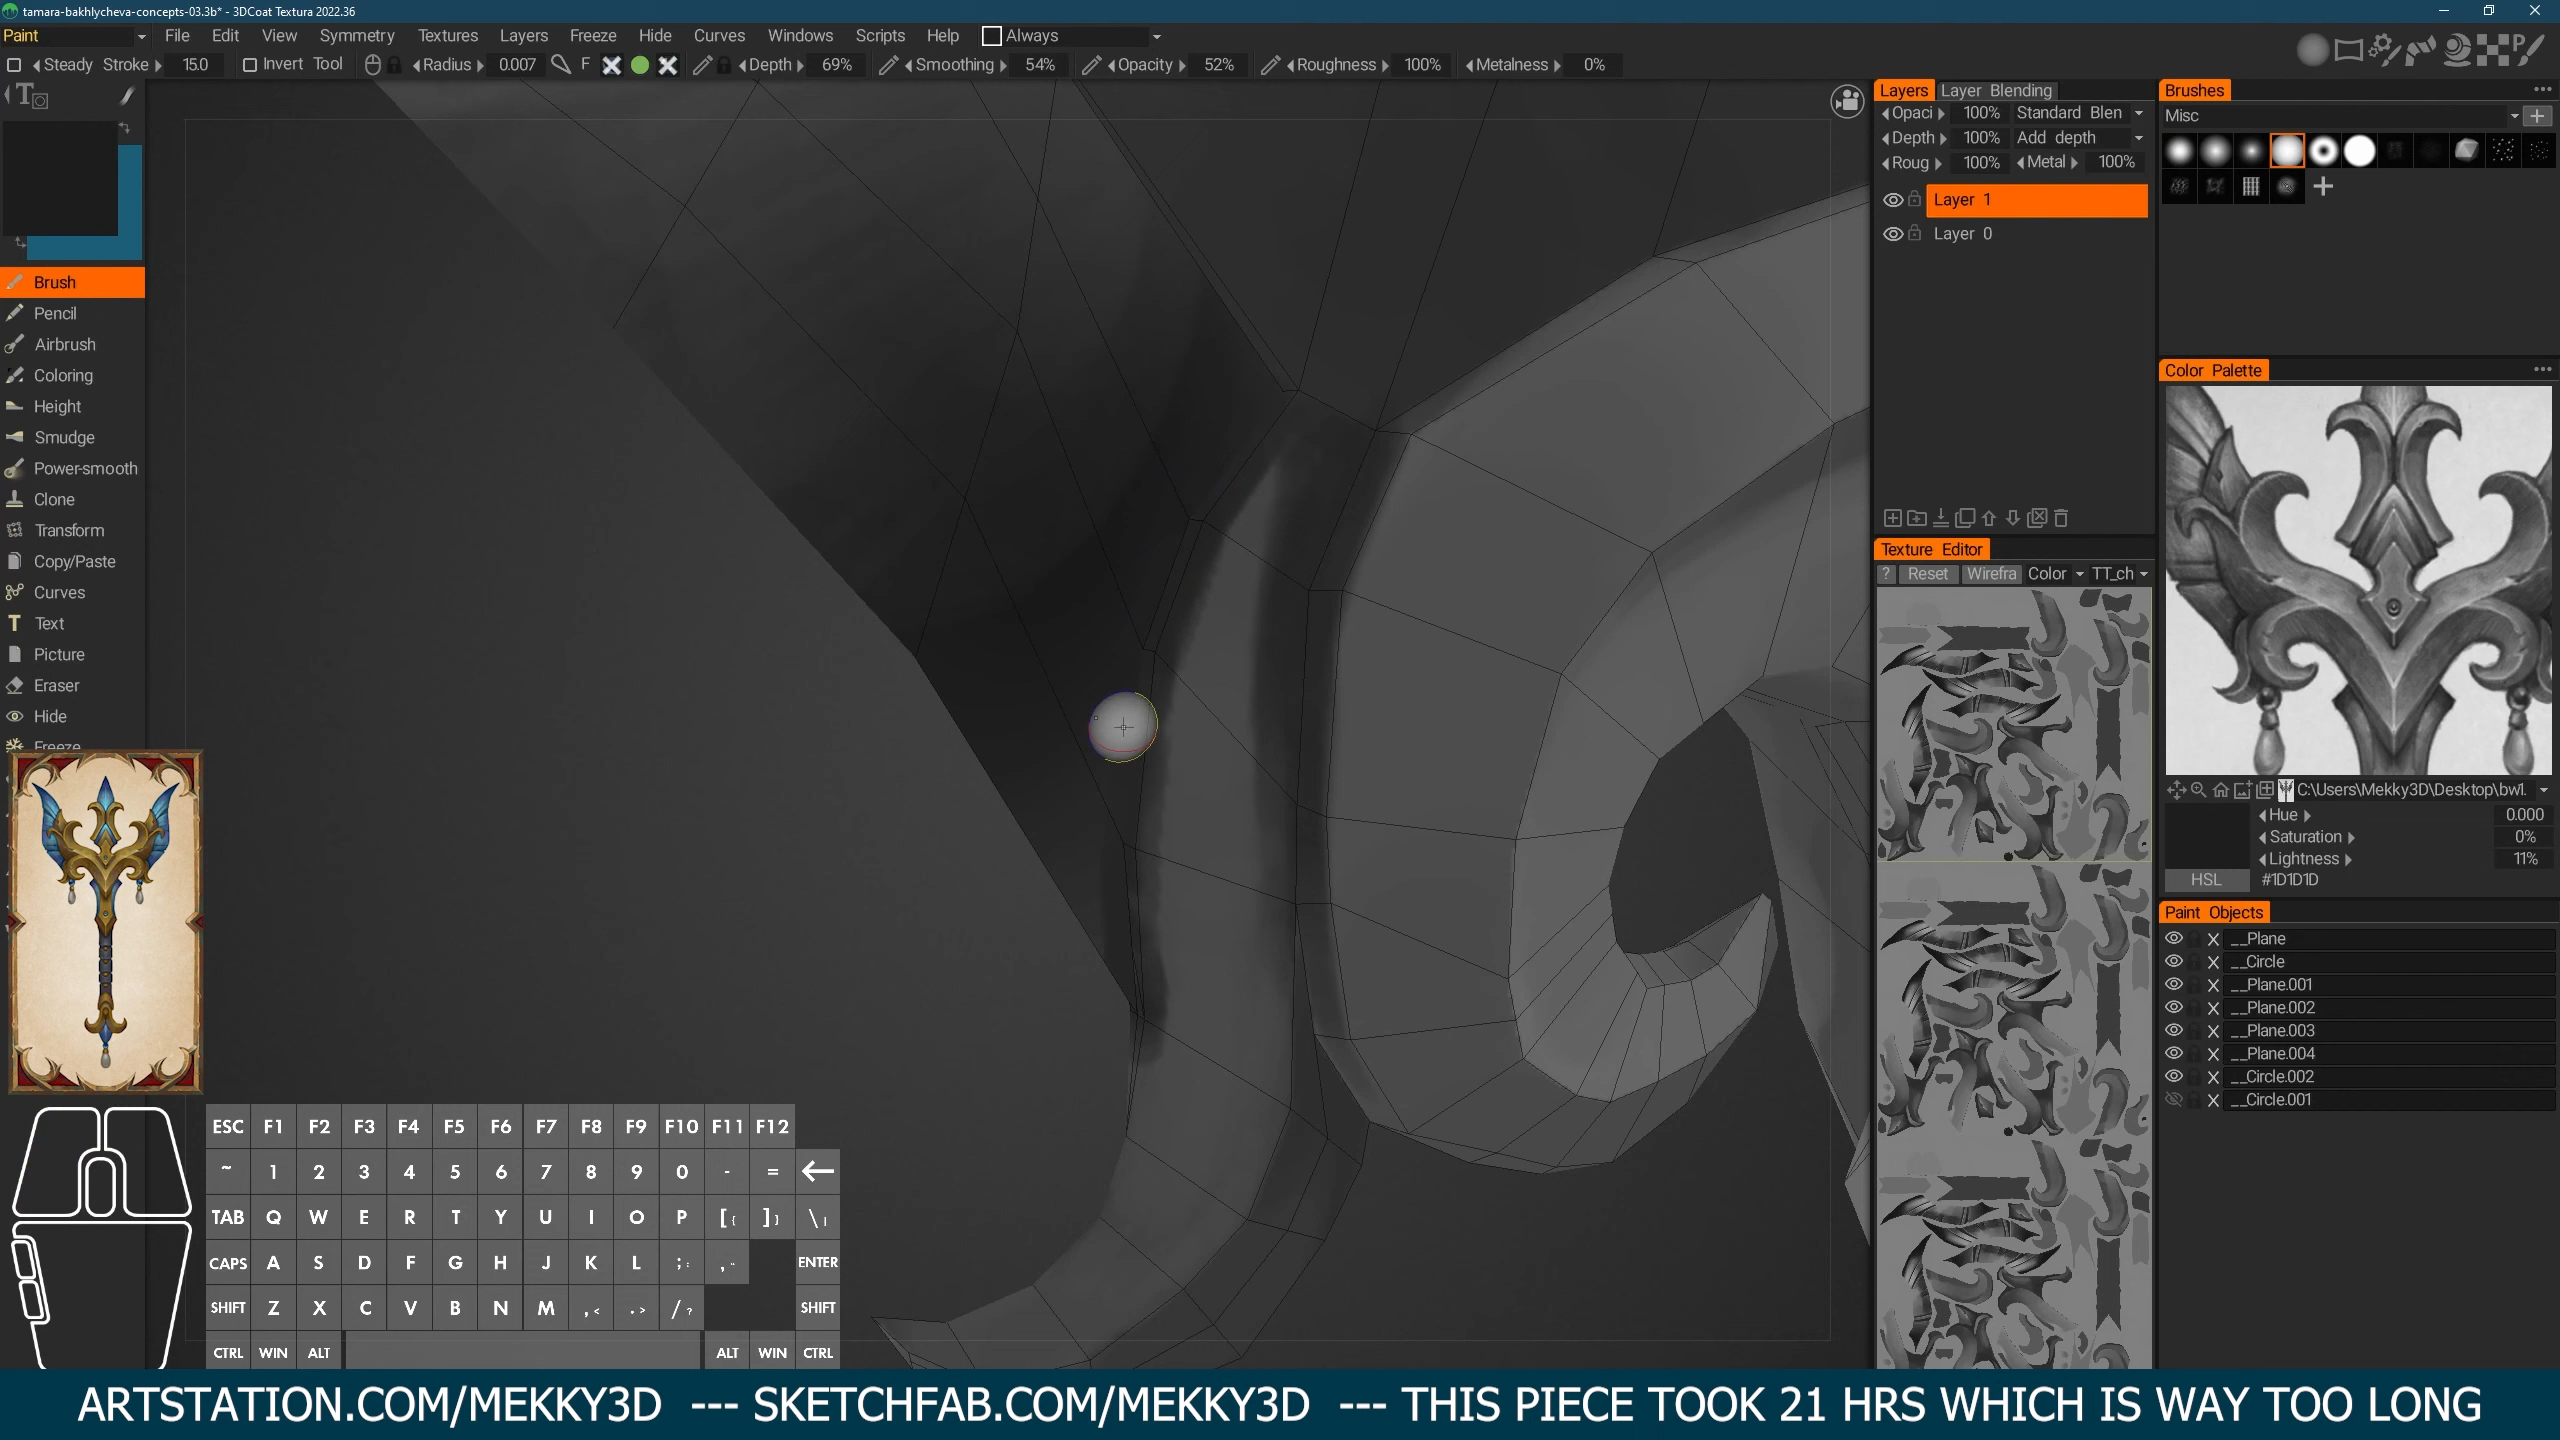 tamara-bakhlycheva-concepts-03.3b* - 3DCoat Textura 2022.36
Paint File Edit View Symmetry Textures Layers Freeze Hide Curves Windows Scripts Help Always
Steady Stroke 15.0 Invert Tool Radius 0.007 F Depth 69% Smoothing 54% Opacity 52% Roughness 100% Metalness 0%
Brush
Pencil
Airbrush
Coloring
Height
Smudge
Power-smooth
Clone
Transform
Copy/Paste
Curves
Text
Picture
Eraser
Hide
Freeze
Layers Layer Blending
Opaci 100% Standard Blen
Depth 100% Add depth
Roug 100% Metal 100%
Layer 1
Layer 0
Texture Editor
? Reset Wirefra Color TT_ch
Brushes
Misc
Color Palette
C:\Users\Mekky3D\Desktop\bw1.
Hue 0.000
Saturation 0%
Lightness 11%
HSL #1D1D1D
Paint Objects
X __Plane
X __Circle
X __Plane.001
X __Plane.002
X __Plane.003
X __Plane.004
X __Circle.002
X __Circle.001
ESC F1 F2 F3 F4 F5 F6 F7 F8 F9 F10 F11 F12
~ 1 2 3 4 5 6 7 8 9 0 - =
TAB Q W E R T Y U I O P [ { ] } \ |
CAPS A S D F G H J K L ; : , " ENTER
SHIFT Z X C V B N M , < . > / ? SHIFT
CTRL WIN ALT ALT WIN CTRL
ARTSTATION.COM/MEKKY3D --- SKETCHFAB.COM/MEKKY3D --- THIS PIECE TOOK 21 HRS WHICH IS WAY TOO LONG